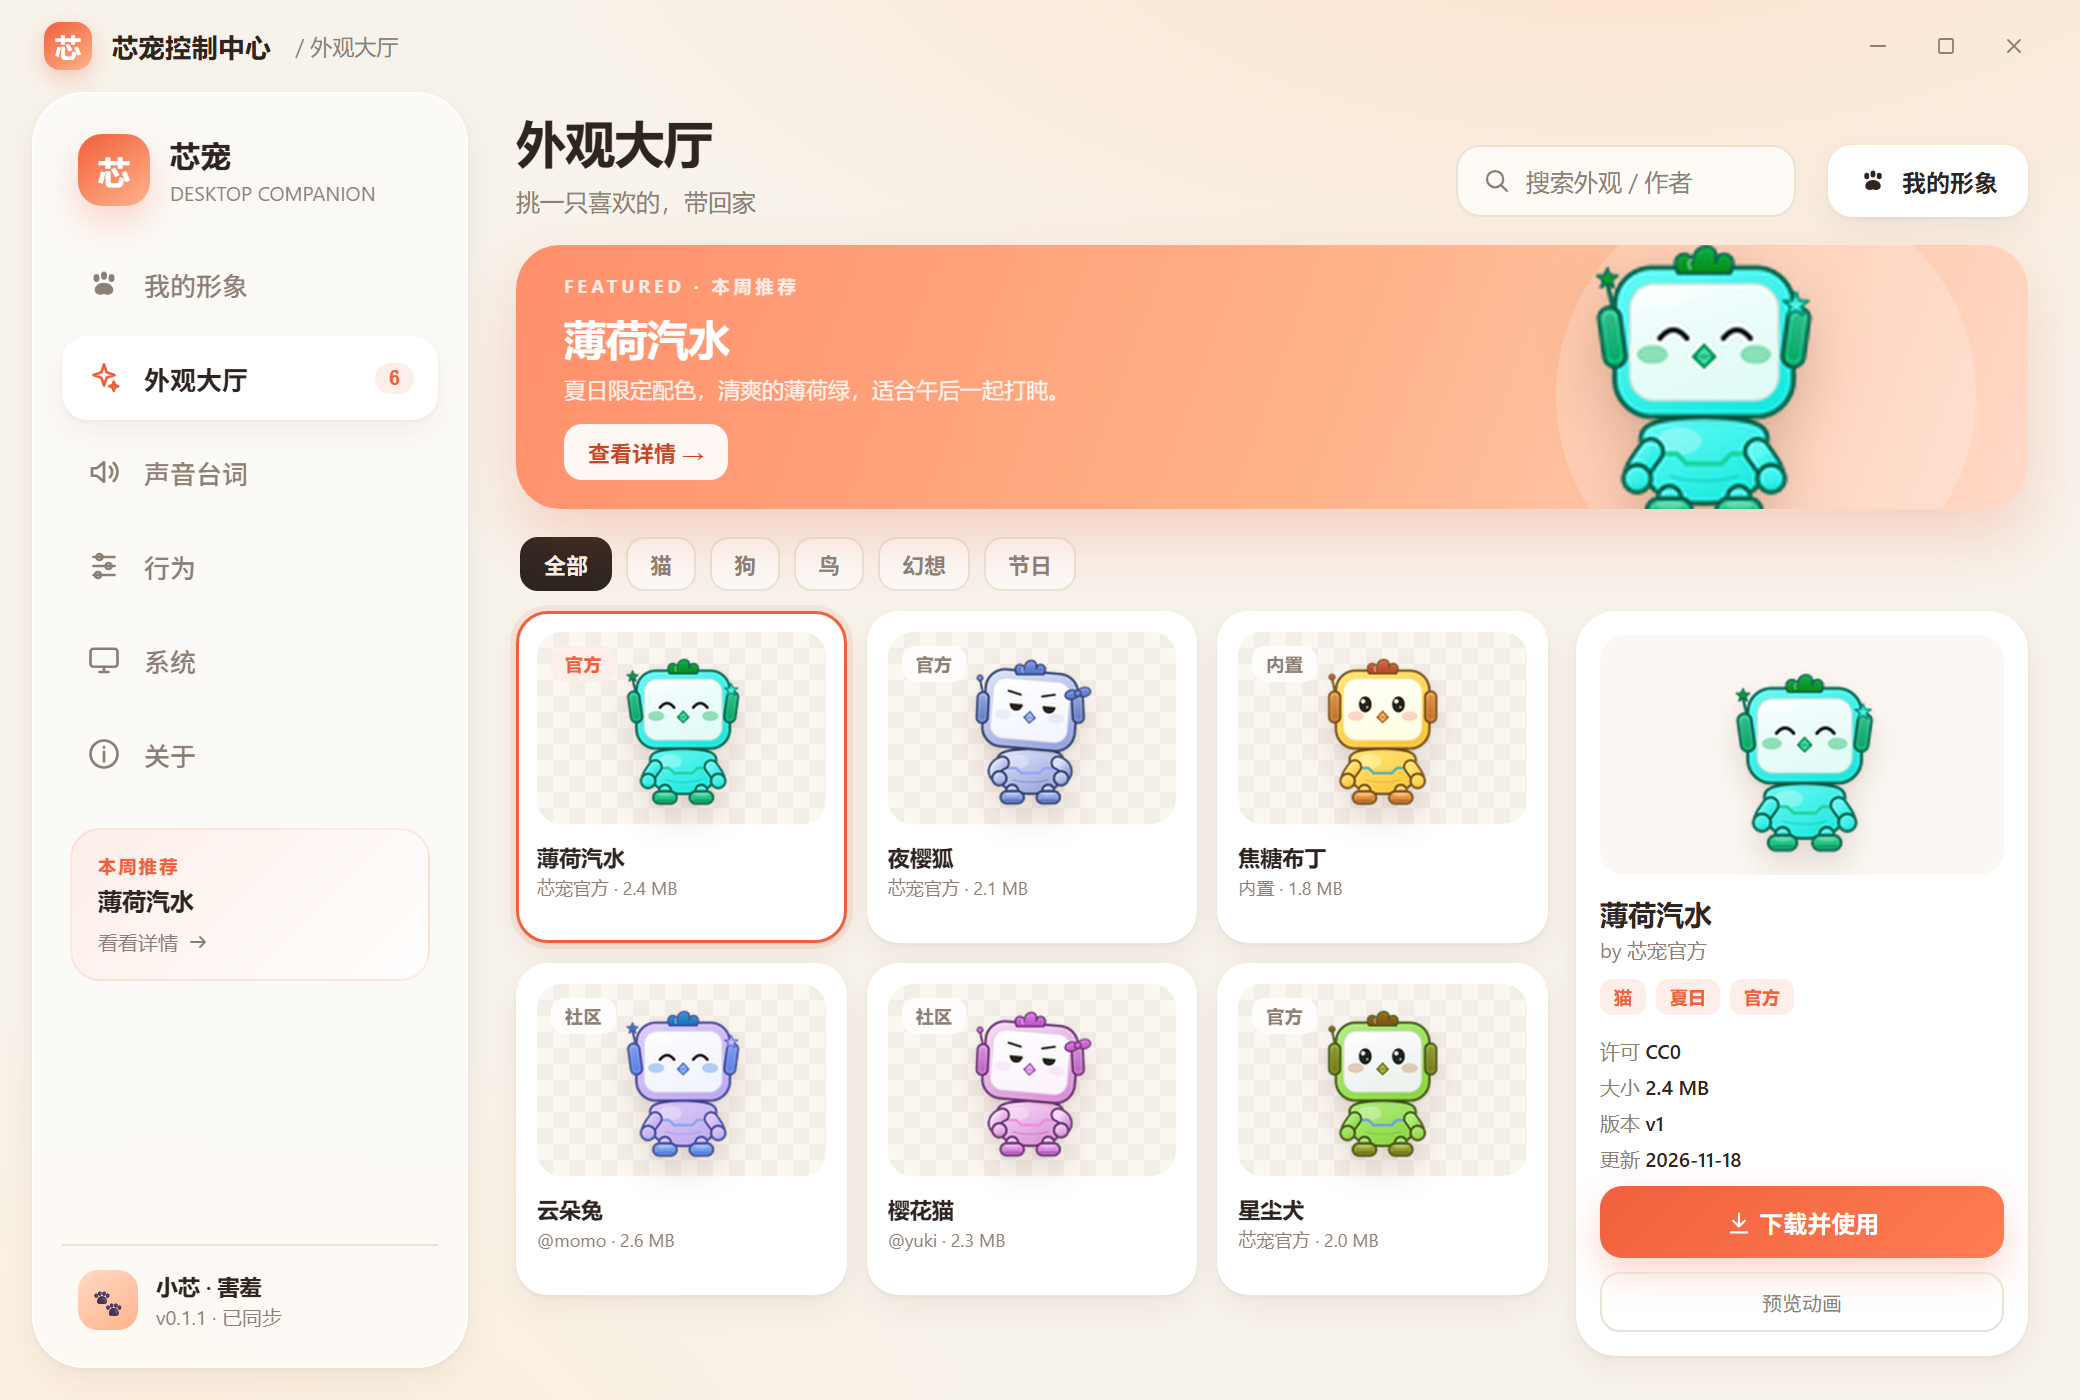 芯 芯宠控制中心 / 外观大厅
芯 芯宠
DESKTOP COMPANION
我的形象
外观大厅 6
声音台词
行为
系统
关于
本周推荐
薄荷汽水
看看详情 →
小芯 · 害羞
v0.1.1 · 已同步
外观大厅
挑一只喜欢的，带回家
搜索外观 / 作者
我的形象
FEATURED · 本周推荐
薄荷汽水
夏日限定配色，清爽的薄荷绿，适合午后一起打盹。
查看详情 →
全部 猫 狗 鸟 幻想 节日
官方
薄荷汽水
芯宠官方 · 2.4 MB
官方
夜樱狐
芯宠官方 · 2.1 MB
内置
焦糖布丁
内置 · 1.8 MB
社区
云朵兔
@momo · 2.6 MB
社区
樱花猫
@yuki · 2.3 MB
官方
星尘犬
芯宠官方 · 2.0 MB
薄荷汽水
by 芯宠官方
猫 夏日 官方
许可 CC0
大小 2.4 MB
版本 v1
更新 2026-11-18
下载并使用
预览动画